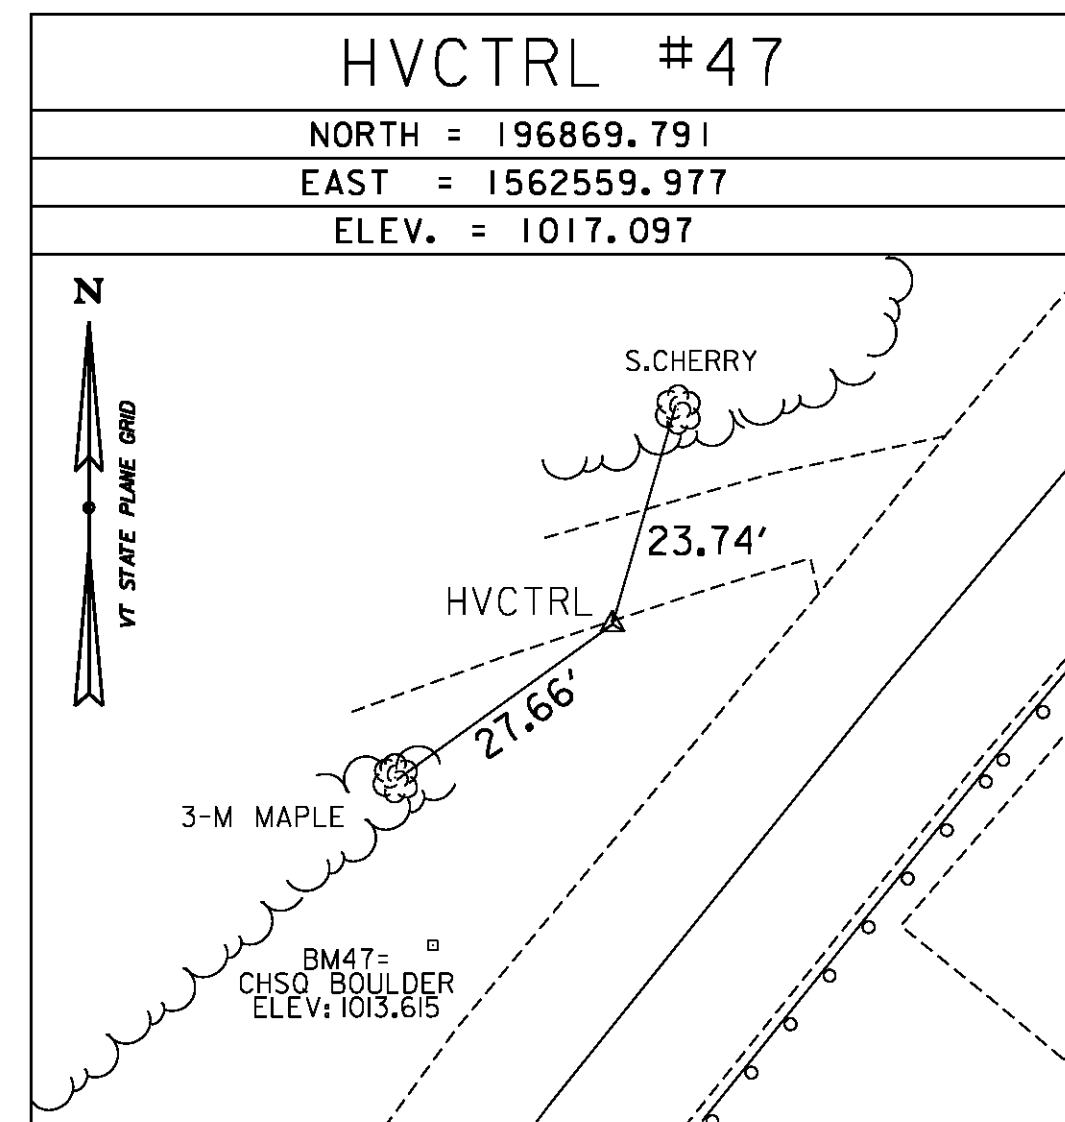 HVCTRL #47
NORTH = 196869.791
EAST = 1562559.977
ELEV. = 1017.097
N
VT STATE PLANE GRID
S.CHERRY
23.74'
HVCTRL
27.66'
3-M MAPLE
BM47=
CHSQ BOULDER
ELEV: 1013.615